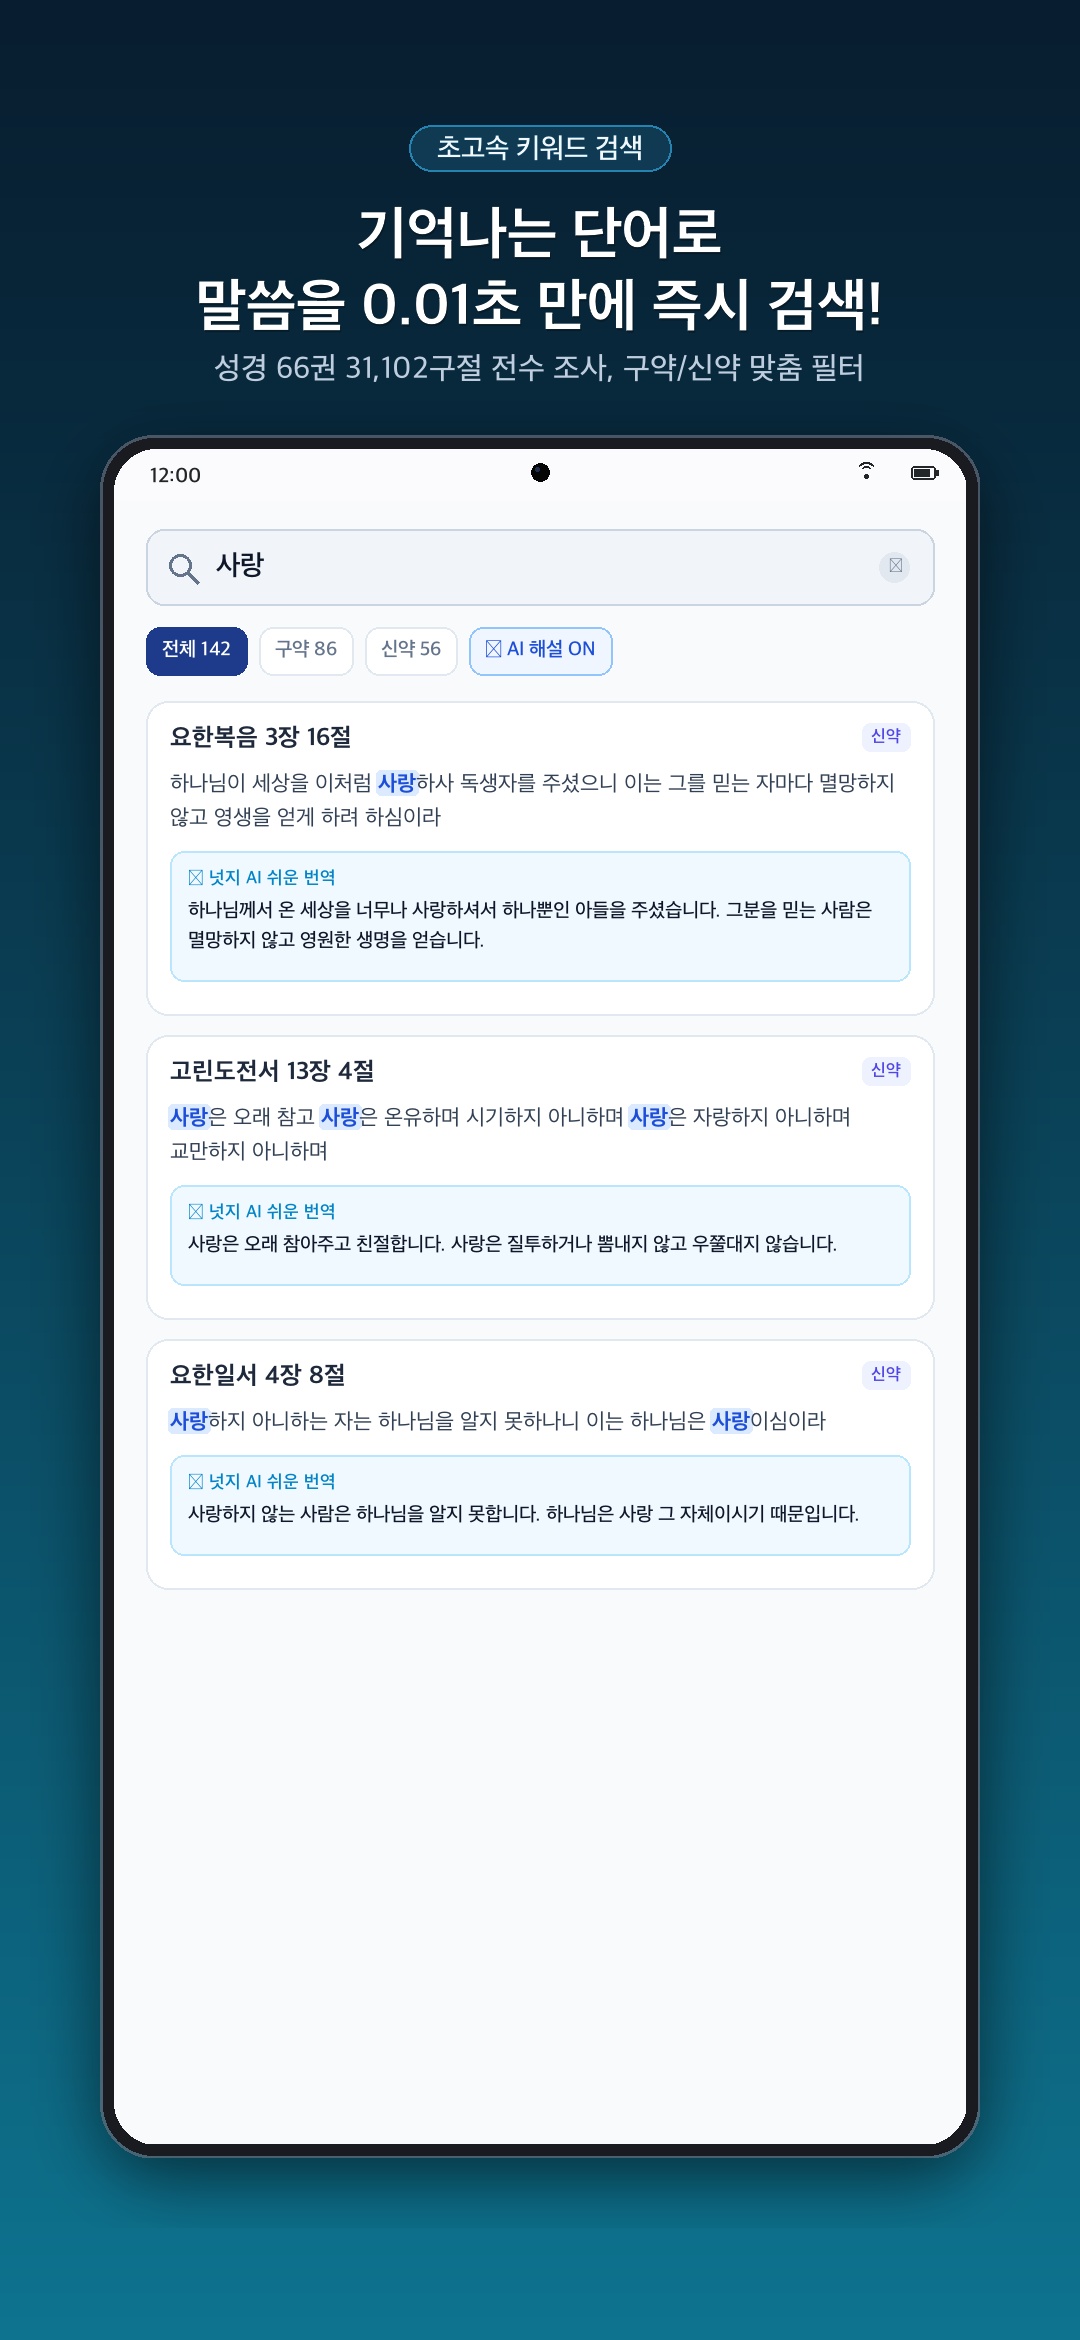 초고속 키워드 검색
기억나는 단어로
말씀을 0.01초 만에 즉시 검색!
성경 66권 31,102구절 전수 조사, 구약/신약 맞춤 필터
12:00
사랑
전체 142 구약 86 신약 56 AI 해설 ON
요한복음 3장 16절 신약
하나님이 세상을 이처럼 사랑하사 독생자를 주셨으니 이는 그를 믿는 자마다 멸망하지
않고 영생을 얻게 하려 하심이라
넛지 AI 쉬운 번역
하나님께서 온 세상을 너무나 사랑하셔서 하나뿐인 아들을 주셨습니다. 그분을 믿는 사람은
멸망하지 않고 영원한 생명을 얻습니다.
고린도전서 13장 4절 신약
사랑은 오래 참고 사랑은 온유하며 시기하지 아니하며 사랑은 자랑하지 아니하며
교만하지 아니하며
넛지 AI 쉬운 번역
사랑은 오래 참아주고 친절합니다. 사랑은 질투하거나 뽐내지 않고 우쭐대지 않습니다.
요한일서 4장 8절 신약
사랑하지 아니하는 자는 하나님을 알지 못하나니 이는 하나님은 사랑이심이라
넛지 AI 쉬운 번역
사랑하지 않는 사람은 하나님을 알지 못합니다. 하나님은 사랑 그 자체이시기 때문입니다.